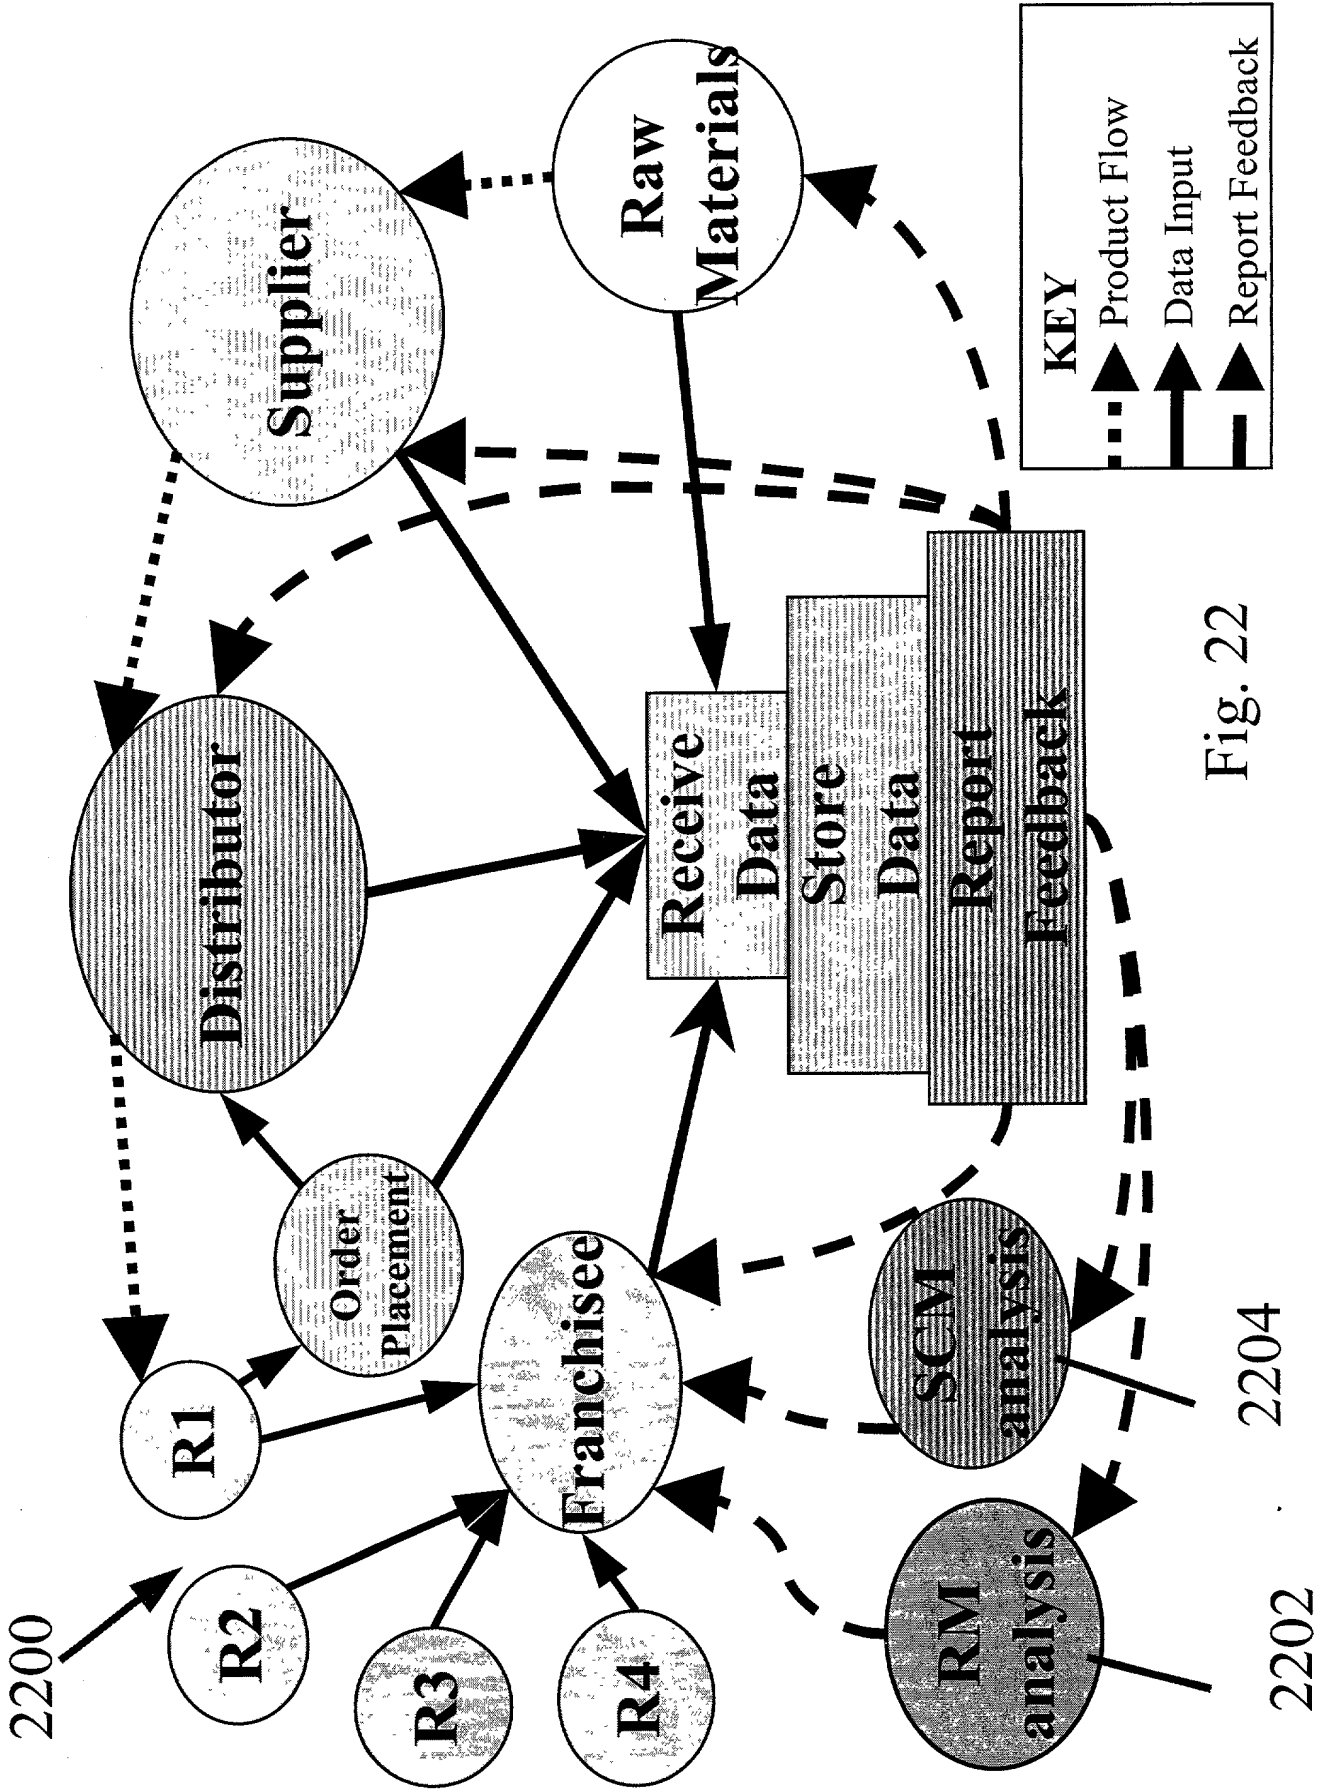 2200
R1
R2
R3
R4
Order
Placement
Distributor
Supplier
Raw
Materials
Franchisee
Receive
Data
Store
Data
Report
Feedback
SCM
analysis
RM
analysis
2204
2202
KEY
Product Flow
Data Input
Report Feedback
Fig. 22